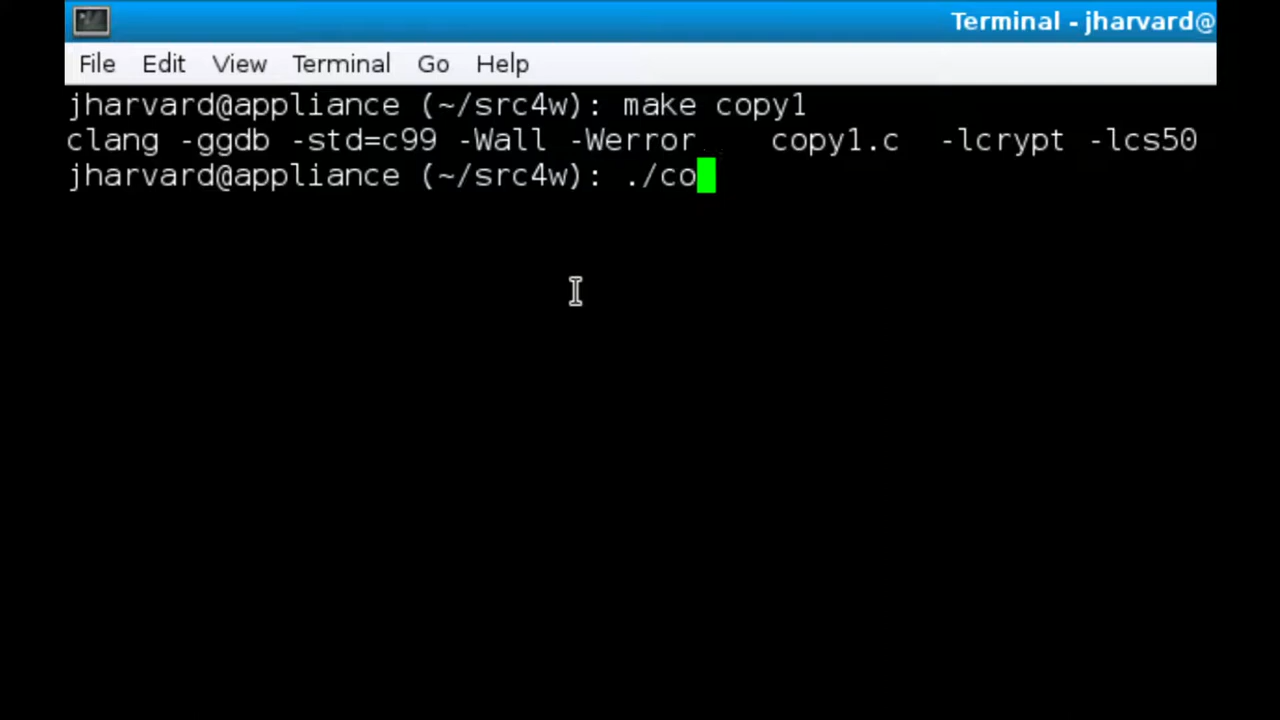 Terminal - jharvard@
File Edit View Terminal Go Help
jharvard@appliance (~/src4w): make copy1
clang -ggdb -std=c99 -Wall -Werror    copy1.c  -lcrypt -lcs50
jharvard@appliance (~/src4w): ./co